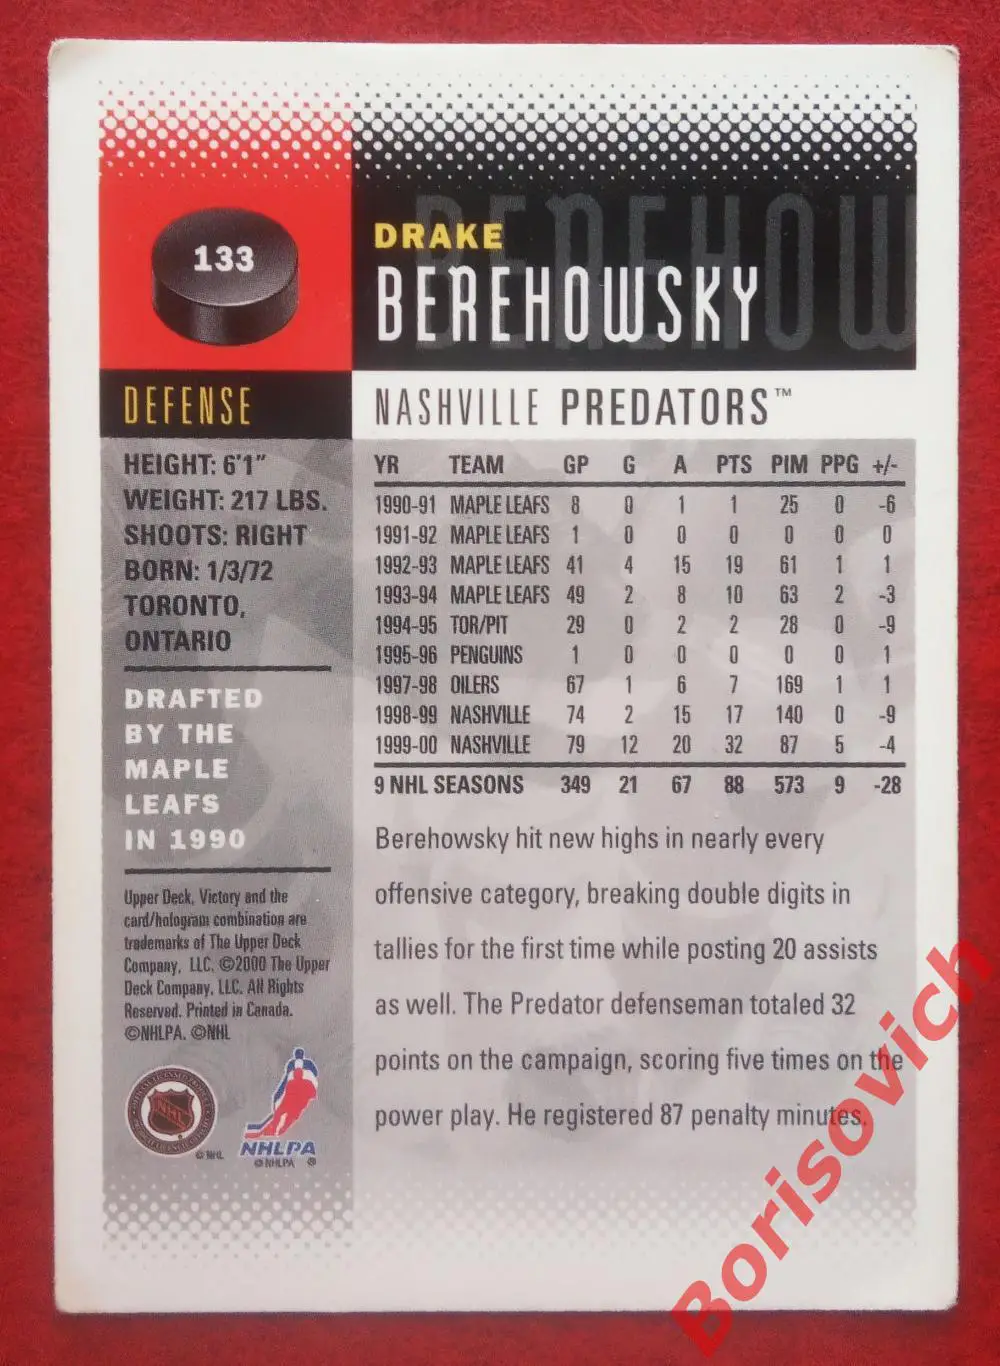 133
DRAKE
BEREHOWSKY
DEFENSE
NASHVILLE PREDATORS™
HEIGHT: 6'1"
WEIGHT: 217 LBS.
SHOOTS: RIGHT
BORN: 1/3/72
TORONTO,
ONTARIO
DRAFTED
BY THE
MAPLE
LEAFS
IN 1990
Upper Deck, Victory and the
card/hologram combination are
trademarks of The Upper Deck
Company, LLC. ©2000 The Upper
Deck Company, LLC. All Rights
Reserved. Printed in Canada.
©NHLPA. ©NHL
NHL
©NHL
NHLPA
©NHLPA ®
YR TEAM GP G A PTS PIM PPG +/-
1990-91 MAPLE LEAFS 8 0 1 1 25 0 -6
1991-92 MAPLE LEAFS 1 0 0 0 0 0 0
1992-93 MAPLE LEAFS 41 4 15 19 61 1 1
1993-94 MAPLE LEAFS 49 2 8 10 63 2 -3
1994-95 TOR/PIT 29 0 2 2 28 0 -9
1995-96 PENGUINS 1 0 0 0 0 0 1
1997-98 OILERS 67 1 6 7 169 1 1
1998-99 NASHVILLE 74 2 15 17 140 0 -9
1999-00 NASHVILLE 79 12 20 32 87 5 -4
9 NHL SEASONS 349 21 67 88 573 9 -28
Berehowsky hit new highs in nearly every
offensive category, breaking double digits in
tallies for the first time while posting 20 assists
as well. The Predator defenseman totaled 32
points on the campaign, scoring five times on the
power play. He registered 87 penalty minutes.
Borisovich